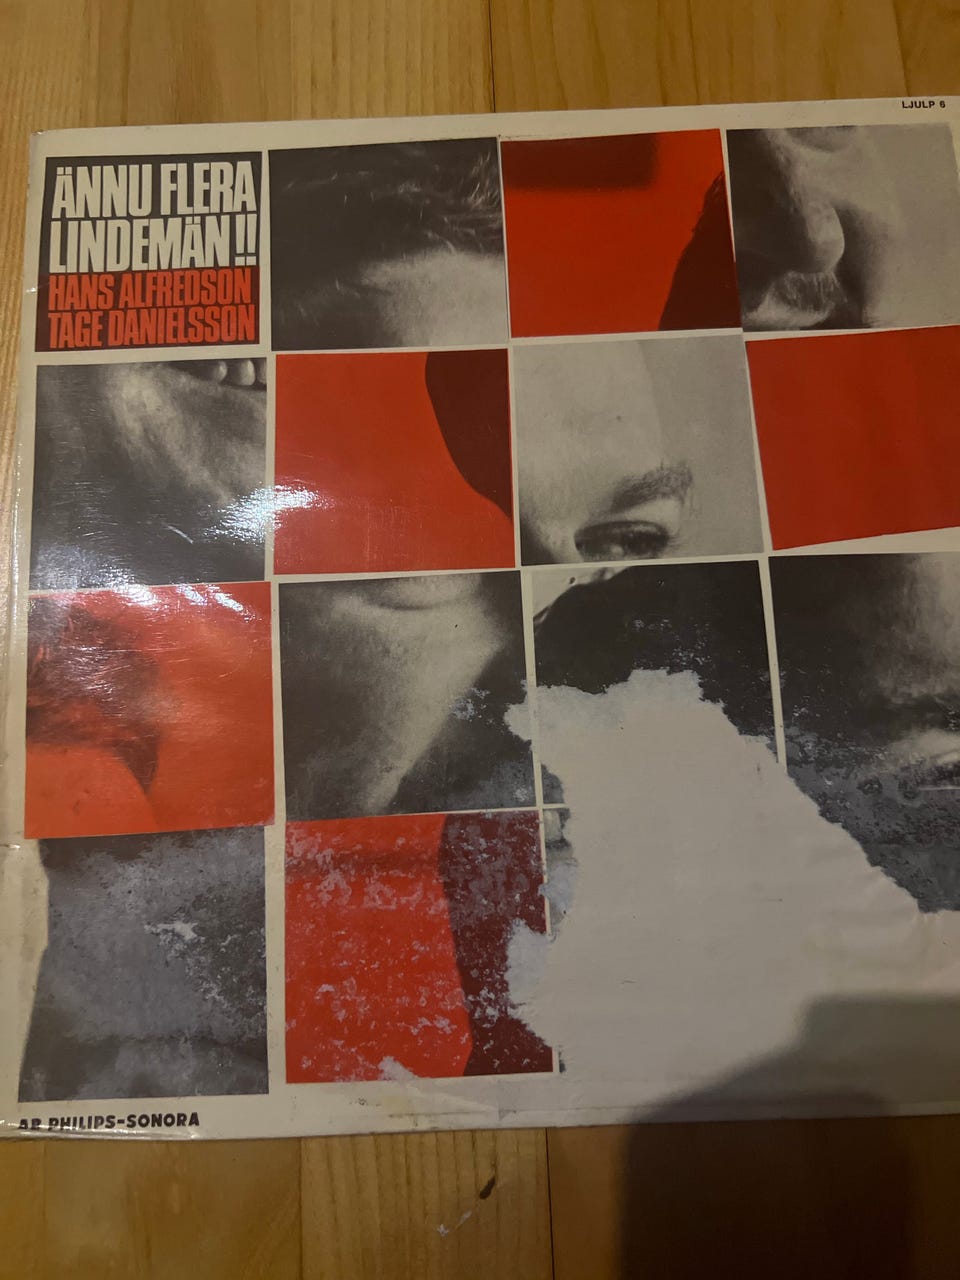 LJULP 6
ÄNNU FLERA
LINDEMÄN!!
HANS ALFREDSON
TAGE DANIELSSON
AB PHILIPS-SONORA